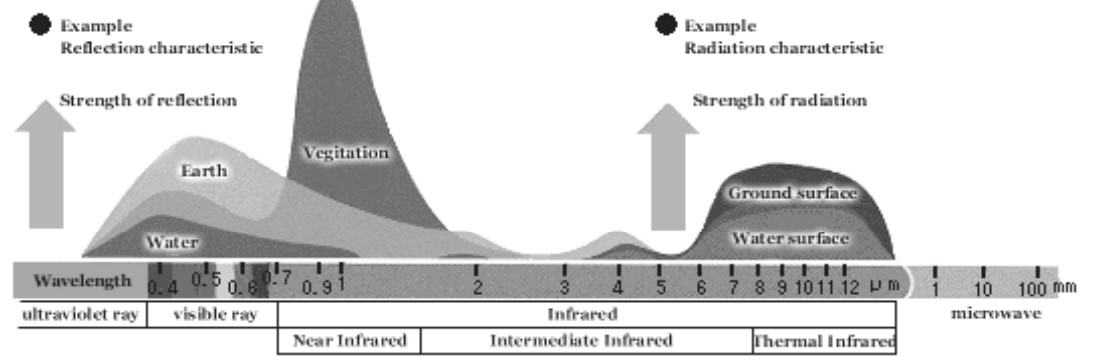 Example
Reflection characteristic
Example
Radiation characteristic
Strength of reflection
Strength of radiation
Vegitation
Earth
Ground surface
Water
Water surface
Wavelength 0.4 0.5 0.6 0.7 0.9 1 2 3 4 5 6 7 8 9 10 11 12 μm 1 10 100 mm
ultraviolet ray visible ray Infrared microwave
Near Infrared Intermediate Infrared Thermal Infrared